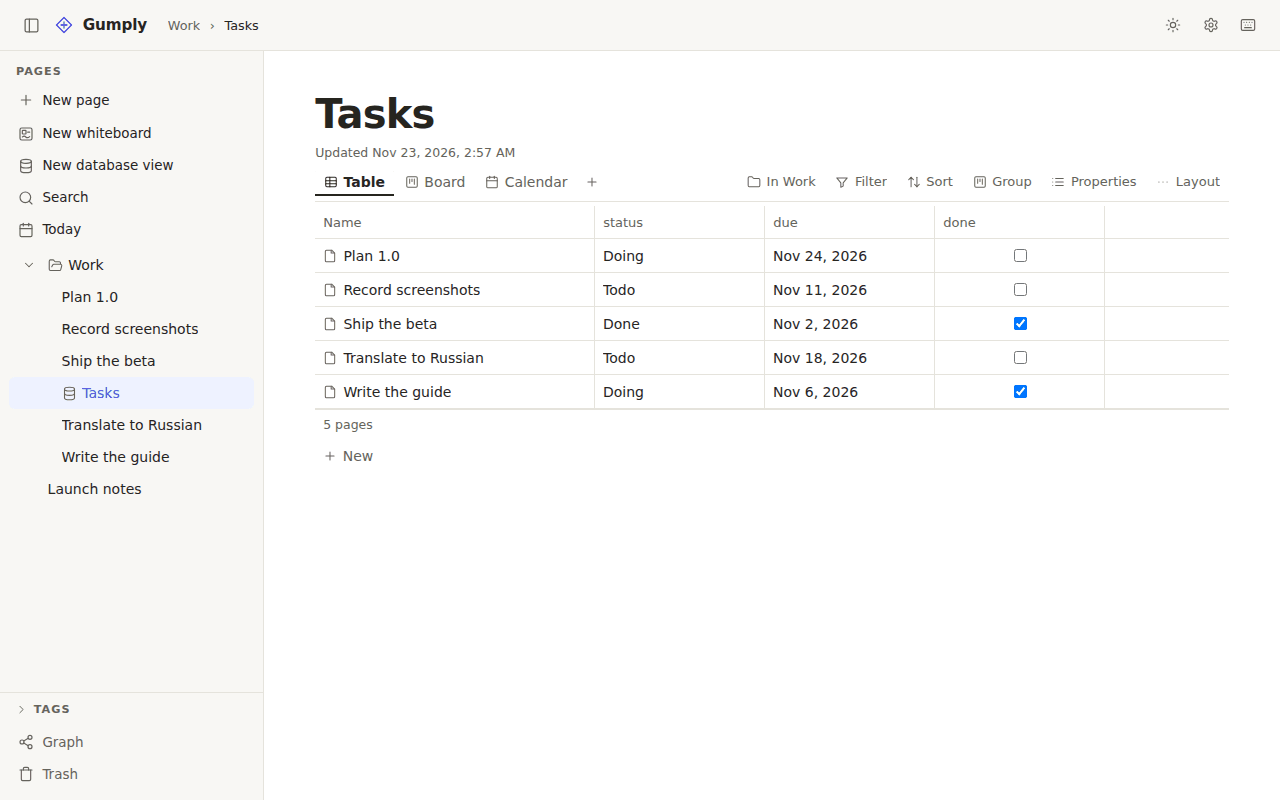 Gumply Work › Tasks
PAGES
New page
New whiteboard
New database view
Search
Today
Work
Plan 1.0
Record screenshots
Ship the beta
Tasks
Translate to Russian
Write the guide
Launch notes
TAGS
Graph
Trash
Tasks
Updated Nov 23, 2026, 2:57 AM
Table Board Calendar In Work Filter Sort Group Properties Layout
Name status due done
Plan 1.0 Doing Nov 24, 2026
Record screenshots Todo Nov 11, 2026
Ship the beta Done Nov 2, 2026
Translate to Russian Todo Nov 18, 2026
Write the guide Doing Nov 6, 2026
5 pages
New